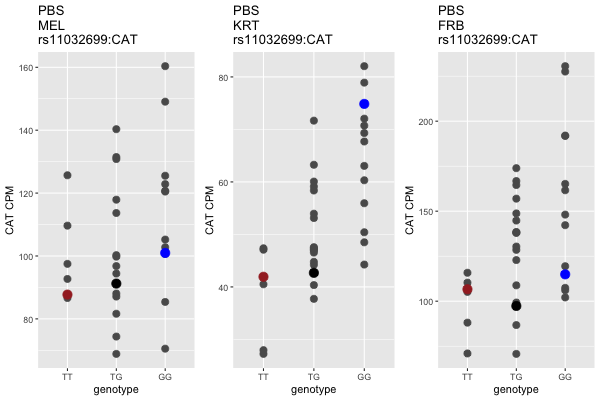 PBS
MEL
rs11032699:CAT
CAT CPM
160
140
120
100
80
TT
TG
GG
genotype
PBS
KRT
rs11032699:CAT
CAT CPM
80
60
40
TT
TG
GG
genotype
PBS
FRB
rs11032699:CAT
CAT CPM
200
150
100
TT
TG
GG
genotype